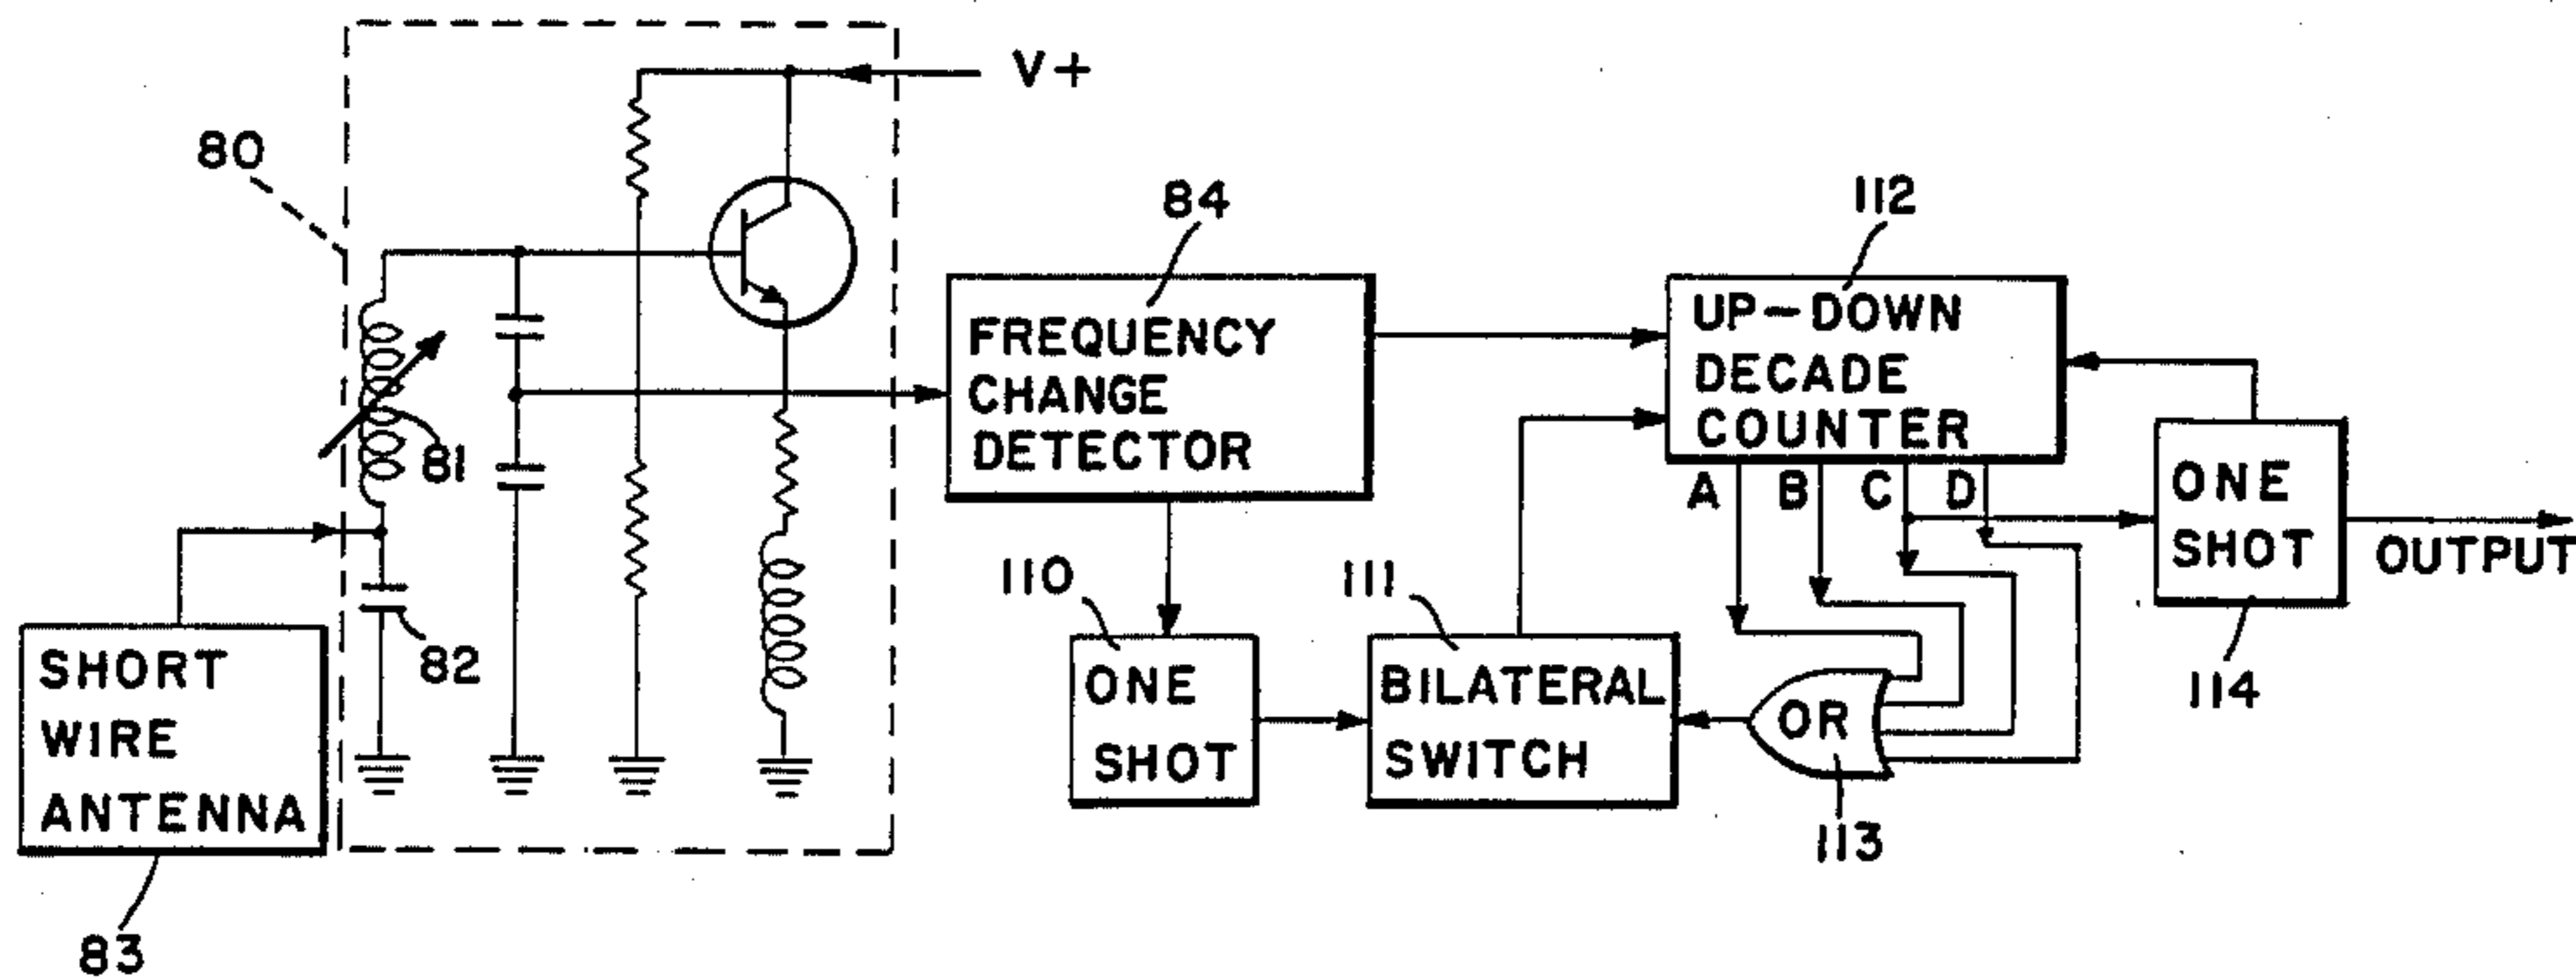 V+
80
84
112
UP-DOWN
DECADE
COUNTER
FREQUENCY
CHANGE
DETECTOR
81
A B C D
ONE
SHOT
OUTPUT
110
111
82
SHORT
WIRE
ANTENNA
ONE
SHOT
BILATERAL
SWITCH
OR
114
113
83